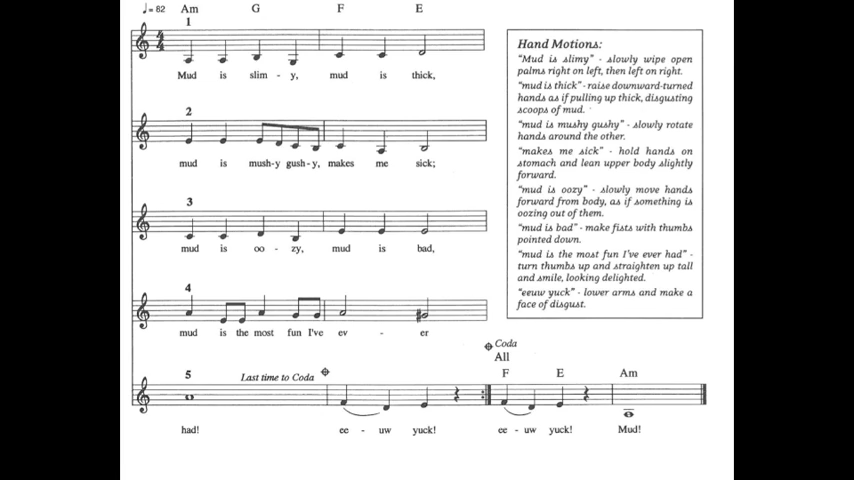 ♩= 82 Am G F E
1
Mud is slim - y, mud is thick,
2
mud is mush-y gush-y, makes me sick;
3
mud is oo - zy, mud is bad,
4
mud is the most fun I've ev - er
Coda
All
5 Last time to Coda F E Am
had! ee - uw yuck! ee - uw yuck! Mud!
Hand Motions:
"Mud is slimy" - slowly wipe open
palms right on left, then left on right.
"mud is thick" - raise downward-turned
hands as if pulling up thick, disgusting
scoops of mud.
"mud is mushy gushy" - slowly rotate
hands around the other.
"makes me sick" - hold hands on
stomach and lean upper body slightly
forward.
"mud is oozy" - slowly move hands
forward from body, as if something is
oozing out of them.
"mud is bad" - make fists with thumbs
pointed down.
"mud is the most fun I've ever had" -
turn thumbs up and straighten up tall
and smile, looking delighted.
"eeuw yuck" - lower arms and make a
face of disgust.